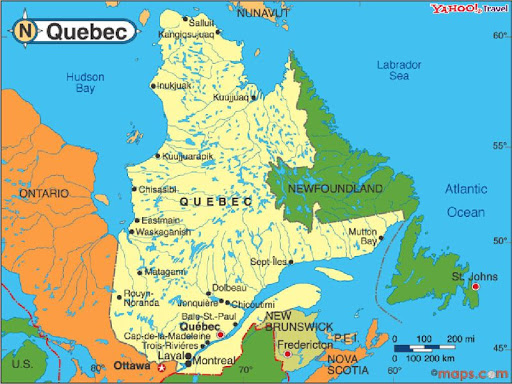 YAHOO! Travel
N Quebec
NUNAVUT
Salluit
Kangiqsujuaq
60°
Hudson
Bay
Labrador
Sea
Inukjuak
Kuujjuaq
55°
Kuujjuarapik
ONTARIO
Chisasibi
QUEBEC
NEWFOUNDLAND
Atlantic
Ocean
Eastmain
Waskaganish
Mutton
Bay
50°
Sept-Îles
Matagami
St. Johns
Rouyn-
Noranda
Dolbeau
Jonquière
Chicoutimi
Baie-St.-Paul
NEW
BRUNSWICK
Québec
Cap-de-la-Madeleine
Trois-Rivières
Fredericton
P.E.I.
Laval
Montreal
U.S.
Ottawa
NOVA
SCOTIA
80°
70°
60°
45°
0 100 200 mi
0 100 200 km
©maps.com